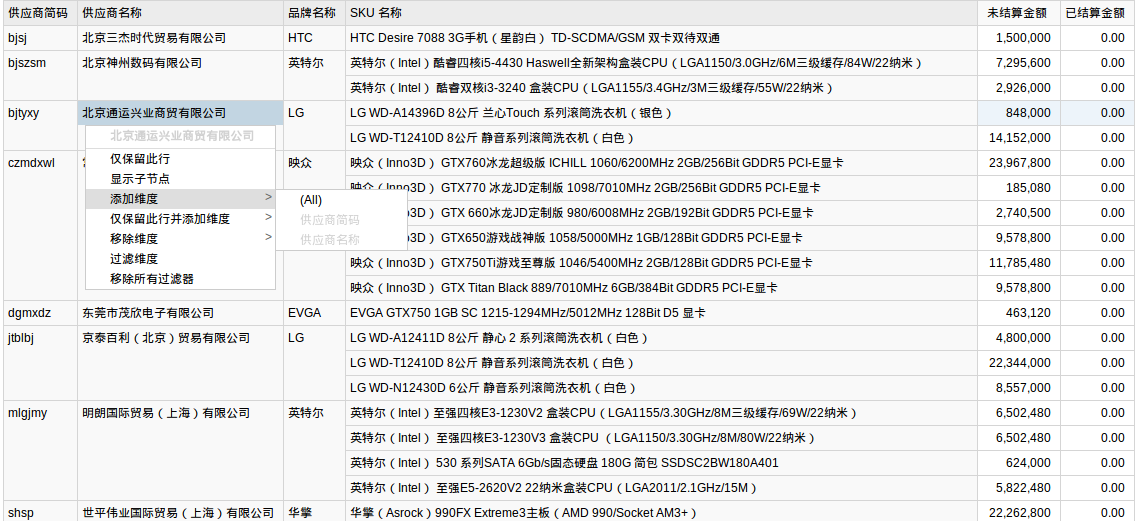 供应商简码 供应商名称 品牌名称 SKU 名称 未结算金额 已结算金额
bjsj 北京三杰时代贸易有限公司 HTC HTC Desire 7088 3G手机（星韵白） TD-SCDMA/GSM 双卡双待双通 1,500,000 0.00
bjszsm 北京神州数码有限公司 英特尔 英特尔（Intel）酷睿四核i5-4430 Haswell全新架构盒装CPU（LGA1150/3.0GHz/6M三级缓存/84W/22纳米） 7,295,600 0.00
英特尔（Intel） 酷睿双核i3-3240 盒装CPU（LGA1155/3.4GHz/3M三级缓存/55W/22纳米） 2,926,000 0.00
bjtyxy 北京通运兴业商贸有限公司 LG LG WD-A14396D 8公斤 兰心Touch 系列滚筒洗衣机（银色） 848,000 0.00
北京通运兴业商贸有限公司 LG WD-T12410D 8公斤 静音系列滚筒洗衣机（白色） 14,152,000 0.00
czmdxwl 仅保留此行 映众 映众（Inno3D） GTX760冰龙超级版 ICHILL 1060/6200MHz 2GB/256Bit GDDR5 PCI-E显卡 23,967,800 0.00
显示子节点 映众（Inno3D） GTX770 冰龙JD定制版 1098/7010MHz 2GB/256Bit GDDR5 PCI-E显卡 185,080 0.00
添加维度 > (All)
仅保留此行并添加维度 > 供应商简码 3D） GTX 660冰龙JD定制版 980/6008MHz 2GB/192Bit GDDR5 PCI-E显卡 2,740,500 0.00
移除维度 > 供应商名称 3D） GTX650游戏战神版 1058/5000MHz 1GB/128Bit GDDR5 PCI-E显卡 9,578,800 0.00
过滤维度 映众（Inno3D） GTX750Ti游戏至尊版 1046/5400MHz 2GB/128Bit GDDR5 PCI-E显卡 11,785,480 0.00
移除所有过滤器 映众（Inno3D） GTX Titan Black 889/7010MHz 6GB/384Bit GDDR5 PCI-E显卡 9,578,800 0.00
dgmxdz 东莞市茂欣电子有限公司 EVGA EVGA GTX750 1GB SC 1215-1294MHz/5012MHz 128Bit D5 显卡 463,120 0.00
jtblbj 京泰百利（北京）贸易有限公司 LG LG WD-A12411D 8公斤 静心 2 系列滚筒洗衣机（白色） 4,800,000 0.00
LG WD-T12410D 8公斤 静音系列滚筒洗衣机（白色） 22,344,000 0.00
LG WD-N12430D 6公斤 静音系列滚筒洗衣机（白色） 8,557,000 0.00
mlgjmy 明朗国际贸易（上海）有限公司 英特尔 英特尔（Intel）至强四核E3-1230V2 盒装CPU（LGA1155/3.30GHz/8M三级缓存/69W/22纳米） 6,502,480 0.00
英特尔（Intel） 至强四核E3-1230V3 盒装CPU （LGA1150/3.30GHz/8M/80W/22纳米） 6,502,480 0.00
英特尔（Intel） 530 系列SATA 6Gb/s固态硬盘 180G 简包 SSDSC2BW180A401 624,000 0.00
英特尔（Intel） 至强E5-2620V2 22纳米盒装CPU（LGA2011/2.1GHz/15M） 5,822,480 0.00
shsp 世平伟业国际贸易（上海）有限公司 华擎 华擎（Asrock）990FX Extreme3主板（AMD 990/Socket AM3+） 22,262,800 0.00